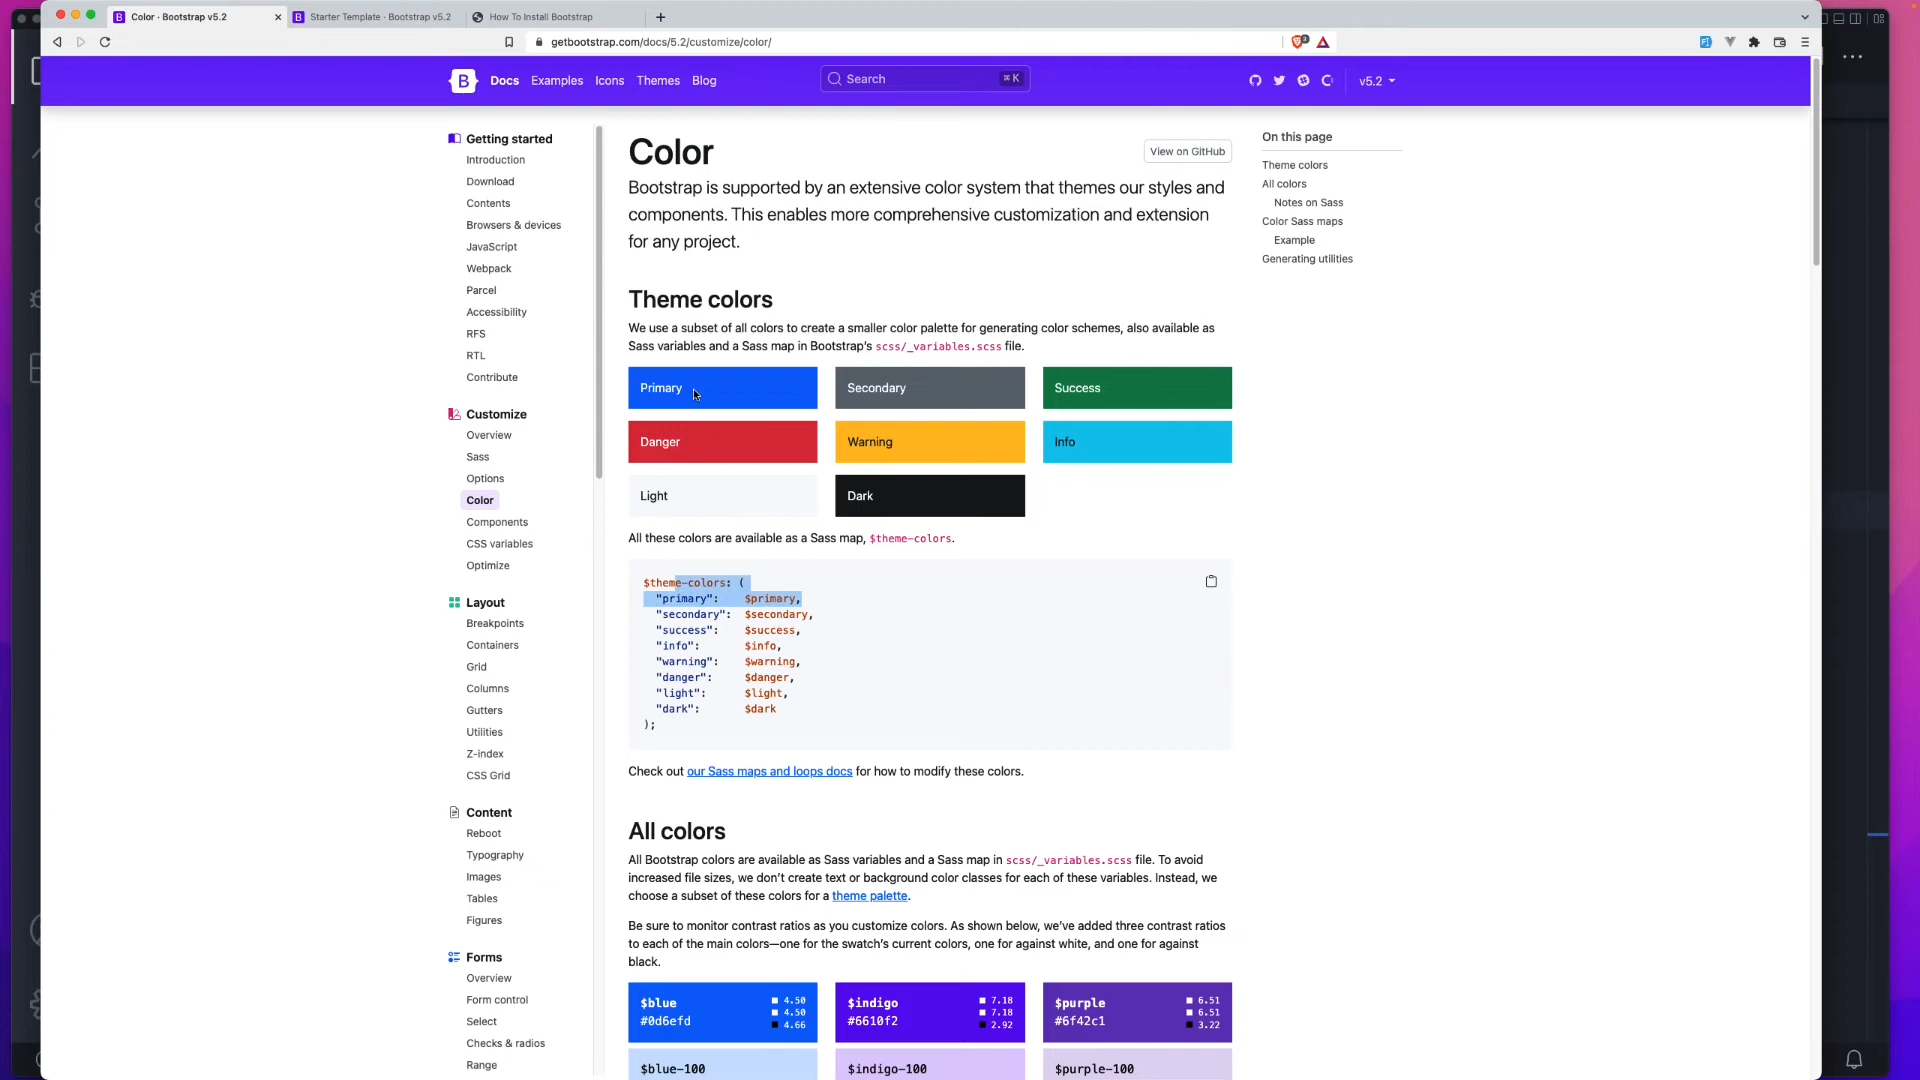 Color · Bootstrap v5.2
Starter Template · Bootstrap v5.2
How To Install Bootstrap
getbootstrap.com/docs/5.2/customize/color/
B Docs Examples Icons Themes Blog
Search ⌘ K
v5.2
Getting started
Introduction
Download
Contents
Browsers & devices
JavaScript
Webpack
Parcel
Accessibility
RFS
RTL
Contribute
Customize
Overview
Sass
Options
Color
Components
CSS variables
Optimize
Layout
Breakpoints
Containers
Grid
Columns
Gutters
Utilities
Z-index
CSS Grid
Content
Reboot
Typography
Images
Tables
Figures
Forms
Overview
Form control
Select
Checks & radios
Range
Color
View on GitHub
Bootstrap is supported by an extensive color system that themes our styles and
components. This enables more comprehensive customization and extension
for any project.
Theme colors
We use a subset of all colors to create a smaller color palette for generating color schemes, also available as
Sass variables and a Sass map in Bootstrap's scss/_variables.scss file.
Primary Secondary Success
Danger Warning Info
Light Dark
All these colors are available as a Sass map, $theme-colors.
$theme-colors: (
"primary": $primary,
"secondary": $secondary,
"success": $success,
"info": $info,
"warning": $warning,
"danger": $danger,
"light": $light,
"dark": $dark
);
Check out our Sass maps and loops docs for how to modify these colors.
All colors
All Bootstrap colors are available as Sass variables and a Sass map in scss/_variables.scss file. To avoid
increased file sizes, we don't create text or background color classes for each of these variables. Instead, we
choose a subset of these colors for a theme palette.
Be sure to monitor contrast ratios as you customize colors. As shown below, we've added three contrast ratios
to each of the main colors—one for the swatch's current colors, one for against white, and one for against
black.
$blue
#0d6efd
4.50
4.50
4.66
$indigo
#6610f2
7.18
7.18
2.92
$purple
#6f42c1
6.51
6.51
3.22
$blue-100 $indigo-100 $purple-100
On this page
Theme colors
All colors
Notes on Sass
Color Sass maps
Example
Generating utilities